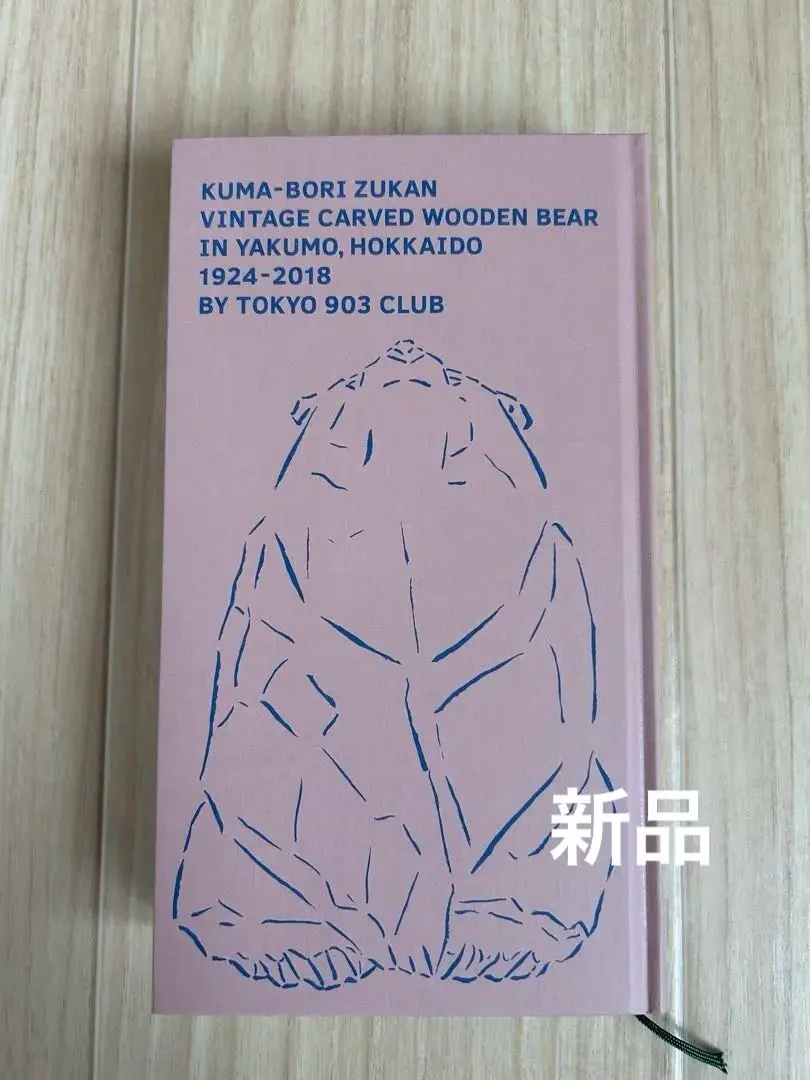 KUMA-BORI ZUKAN
VINTAGE CARVED WOODEN BEAR
IN YAKUMO, HOKKAIDO
1924-2018
BY TOKYO 903 CLUB
新品